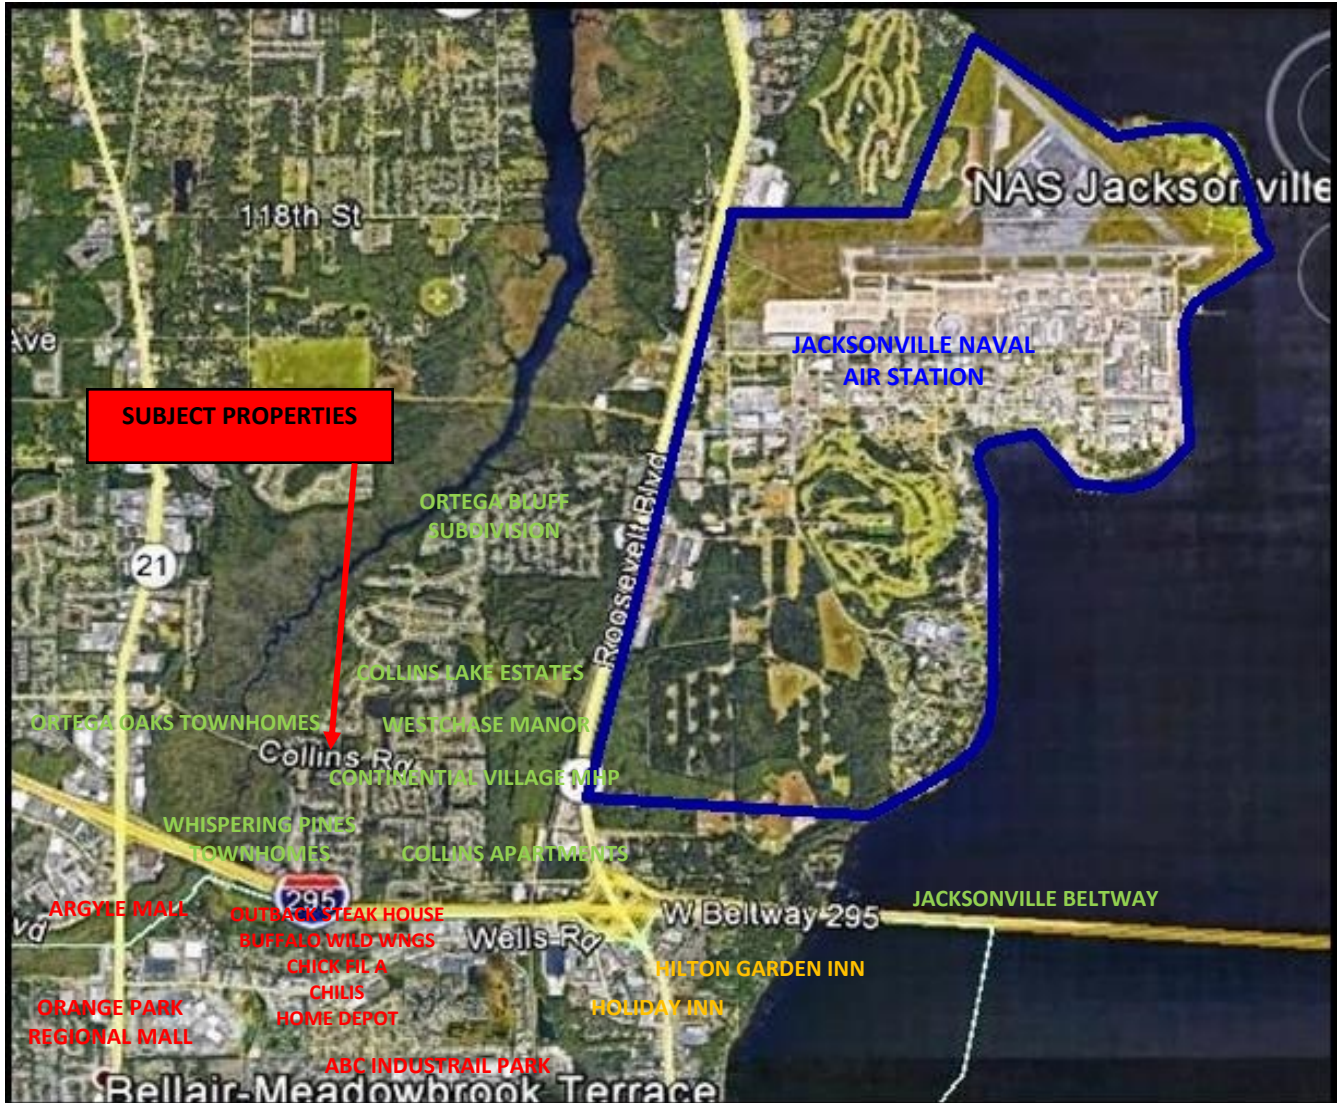 NAS Jacksonville
118th St
Ave
JACKSONVILLE NAVAL
AIR STATION
SUBJECT PROPERTIES
ORTEGA BLUFF
SUBDIVISION
21
Roosevelt Blvd
COLLINS LAKE ESTATES
ORTEGA OAKS TOWNHOMES
WESTCHASE MANOR
Collins Rd
CONTINENTIAL VILLAGE MHP
WHISPERING PINES
TOWNHOMES
COLLINS APARTMENTS
295
JACKSONVILLE BELTWAY
ARGYLE MALL
OUTBACK STEAK HOUSE
W Beltway 295
vd
BUFFALO WILD WNGS
Wells Rd
CHICK FIL A
HILTON GARDEN INN
CHILIS
ORANGE PARK
REGIONAL MALL
HOLIDAY INN
HOME DEPOT
ABC INDUSTRAIL PARK
Bellair-Meadowbrook Terrace